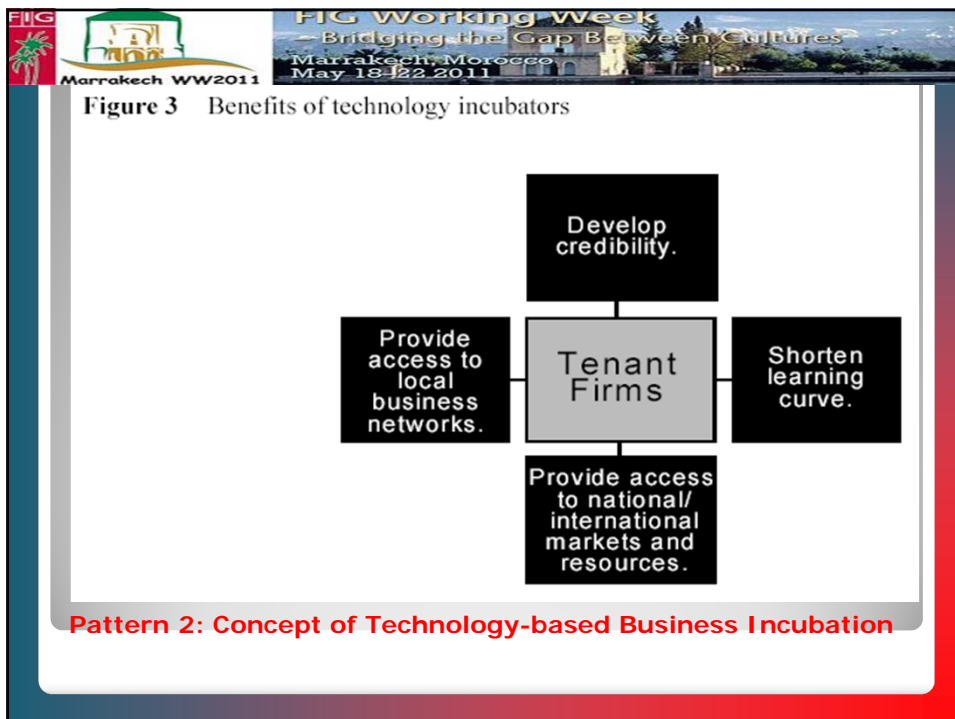 FIG
Marrakech WW2011
FIG Working Week
Bridging the Gap Between Cultures
Marrakech, Morocco
May 18-22 2011
Figure 3 Benefits of technology incubators
Develop
credibility.
Provide
access to
local
business
networks.
Tenant
Firms
Shorten
learning
curve.
Provide access
to national/
international
markets and
resources.
Pattern 2: Concept of Technology-based Business Incubation